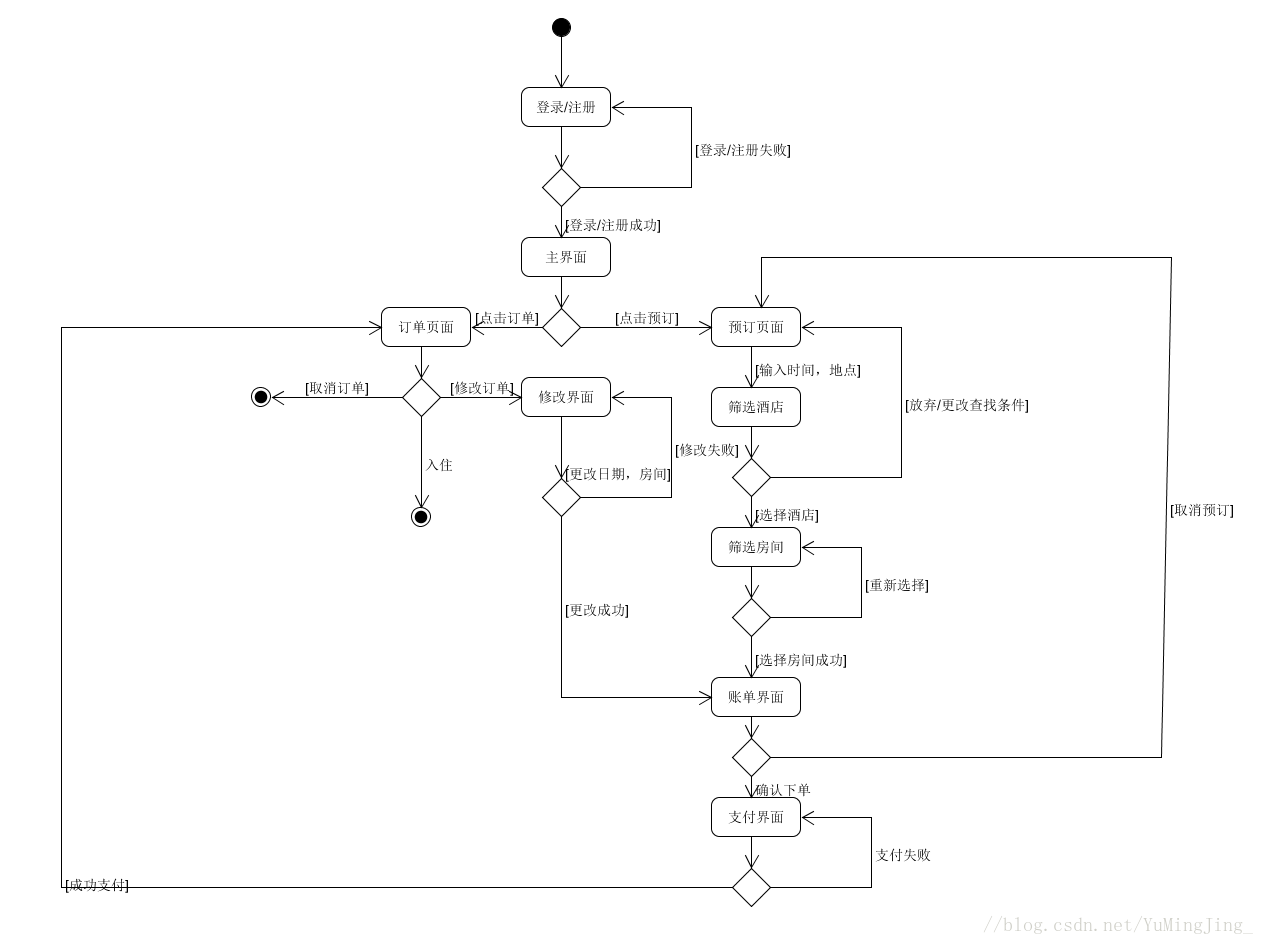 登录/注册
[登录/注册失败]
[登录/注册成功]
主界面
订单页面
[点击订单]
[点击预订]
预订页面
[输入时间，地点]
[取消订单]
[修改订单]
修改界面
筛选酒店
[放弃/更改查找条件]
[修改失败]
入住
[更改日期，房间]
[选择酒店]
[取消预订]
筛选房间
[重新选择]
[更改成功]
[选择房间成功]
账单界面
确认下单
支付界面
支付失败
[成功支付]
//blog.csdn.net/YuMingJing_